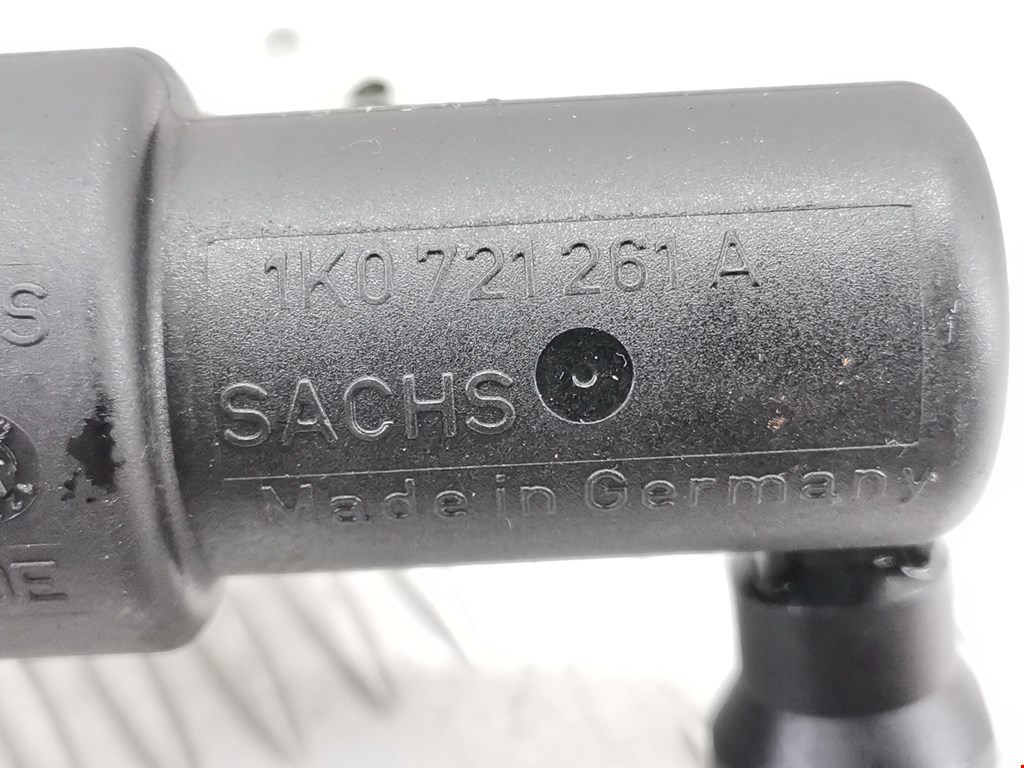 1K0 721 261 A
SACHS
Made in Germany
S